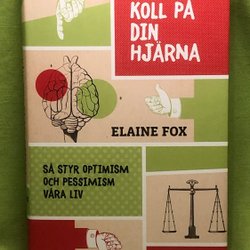 KOLL PÅ
DIN
HJÄRNA
ELAINE FOX
SÅ STYR OPTIMISM
OCH PESSIMISM
VÅRA LIV